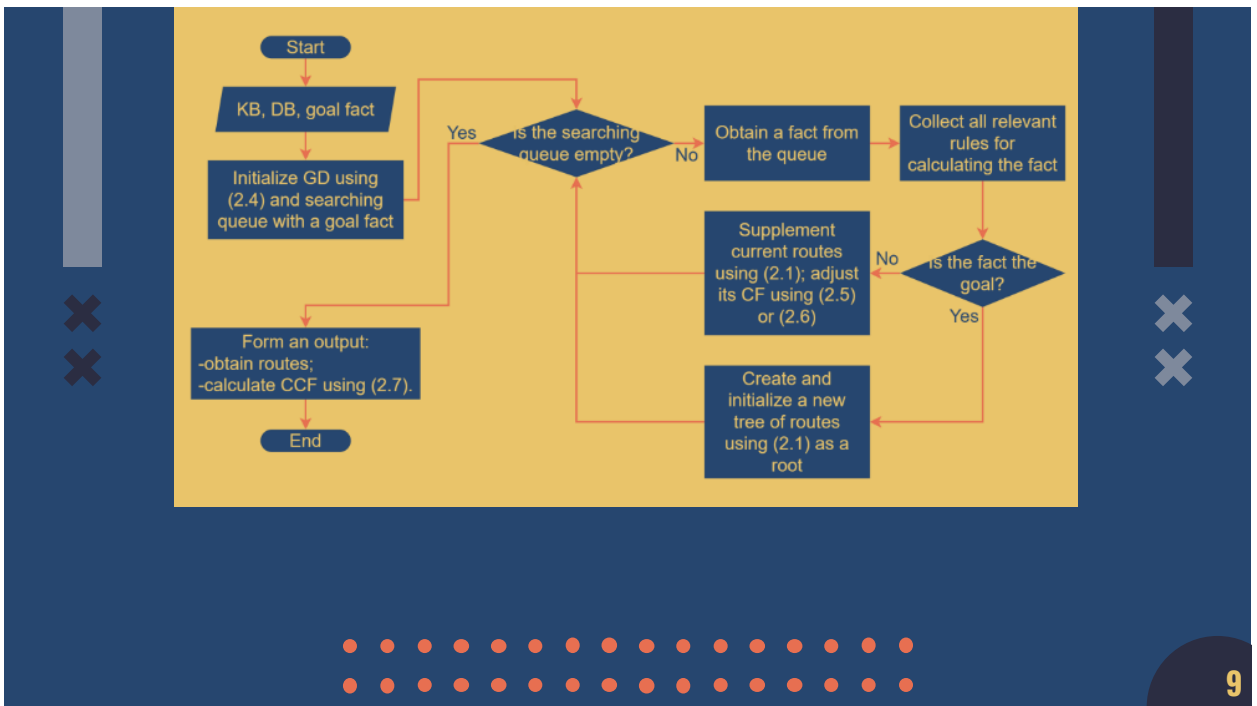 Start
KB, DB, goal fact
Initialize GD using
(2.4) and searching
queue with a goal fact
Is the searching
queue empty?
Yes
No
Obtain a fact from
the queue
Collect all relevant
rules for
calculating the fact
Is the fact the
goal?
No
Yes
Supplement
current routes
using (2.1); adjust
its CF using (2.5)
or (2.6)
Create and
initialize a new
tree of routes
using (2.1) as a
root
Form an output:
-obtain routes;
-calculate CCF using (2.7).
End
9